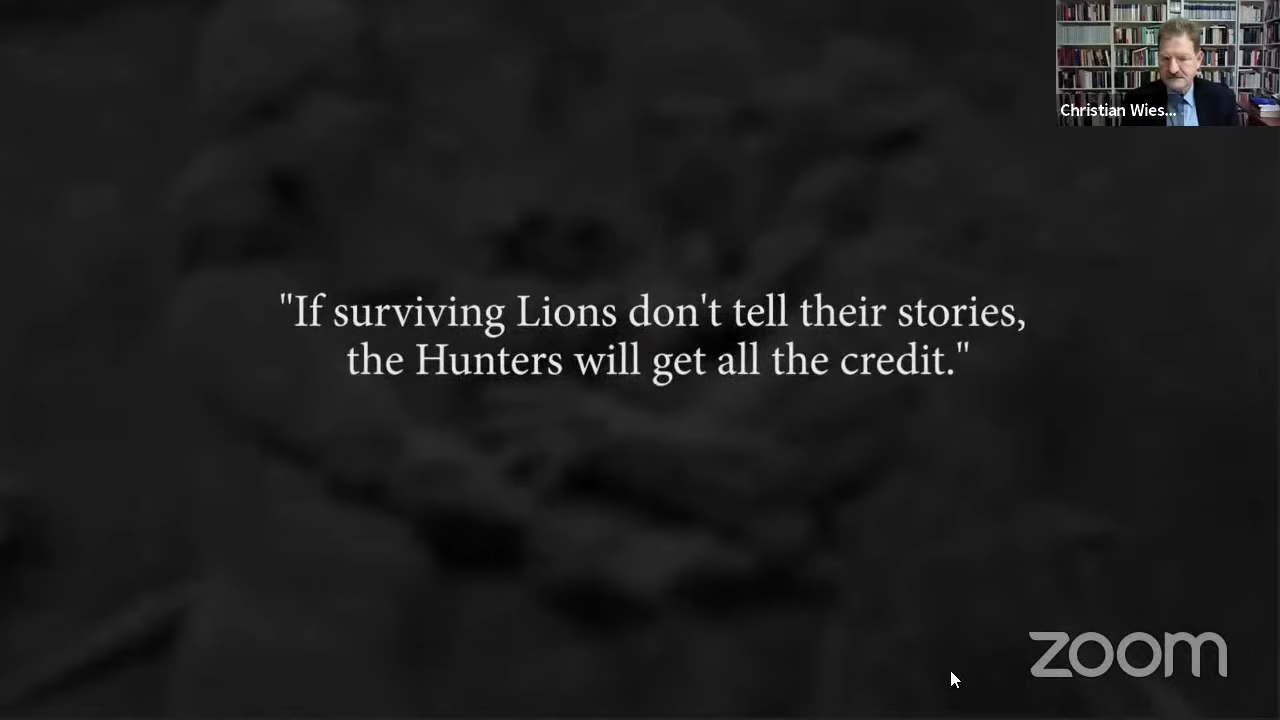 Christian Wies...
"If surviving Lions don't tell their stories,
the Hunters will get all the credit."
zoom